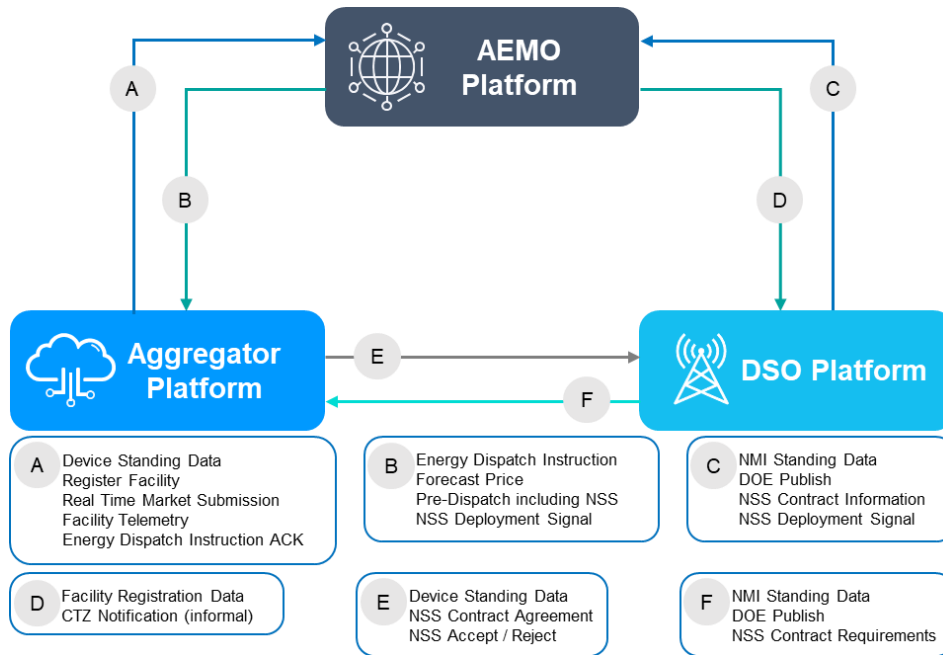 AEMO
Platform
A
C
B
D
Aggregator
Platform
E
DSO Platform
F
A
Device Standing Data
Register Facility
Real Time Market Submission
Facility Telemetry
Energy Dispatch Instruction ACK
B
Energy Dispatch Instruction
Forecast Price
Pre-Dispatch including NSS
NSS Deployment Signal
C
NMI Standing Data
DOE Publish
NSS Contract Information
NSS Deployment Signal
D
Facility Registration Data
CTZ Notification (informal)
E
Device Standing Data
NSS Contract Agreement
NSS Accept / Reject
F
NMI Standing Data
DOE Publish
NSS Contract Requirements